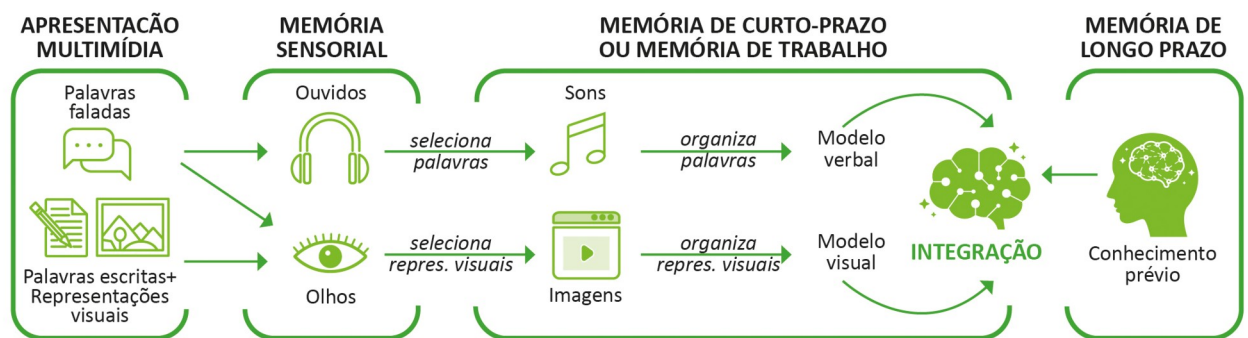 APRESENTACÃO
MULTIMÍDIA
MEMÓRIA
SENSORIAL
MEMÓRIA DE CURTO-PRAZO
OU MEMÓRIA DE TRABALHO
MEMÓRIA DE
LONGO PRAZO
Palavras
faladas
Ouvidos
seleciona
palavras
Sons
organiza
palavras
Modelo
verbal
Palavras escritas+
Representações
visuais
Olhos
seleciona
repres. visuais
Imagens
organiza
repres. visuais
Modelo
visual
INTEGRAÇÃO
Conhecimento
prévio